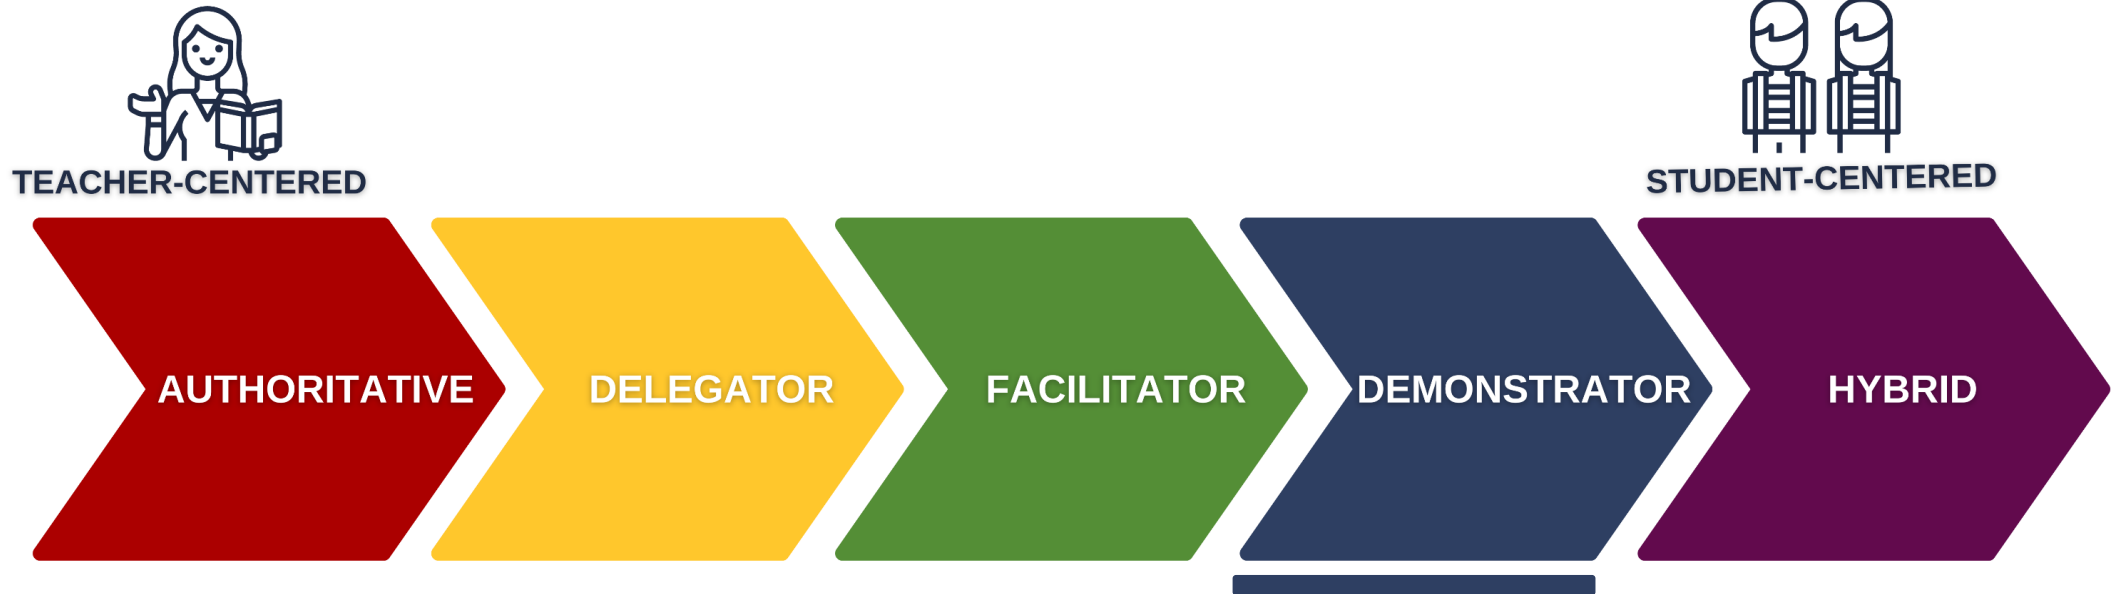 TEACHER-CENTERED
STUDENT-CENTERED
AUTHORITATIVE
DELEGATOR
FACILITATOR
DEMONSTRATOR
HYBRID